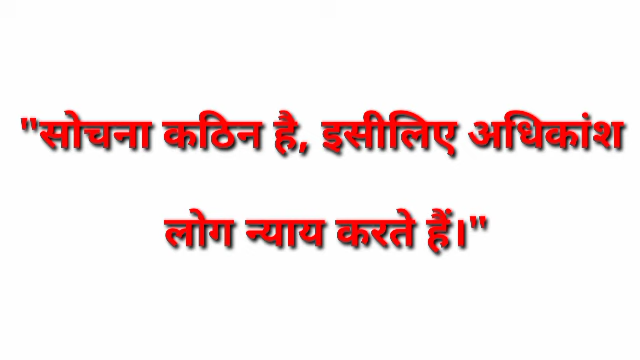 "सोचना कठिन है, इसीलिए अधिकांश
लोग न्याय करते हैं।"